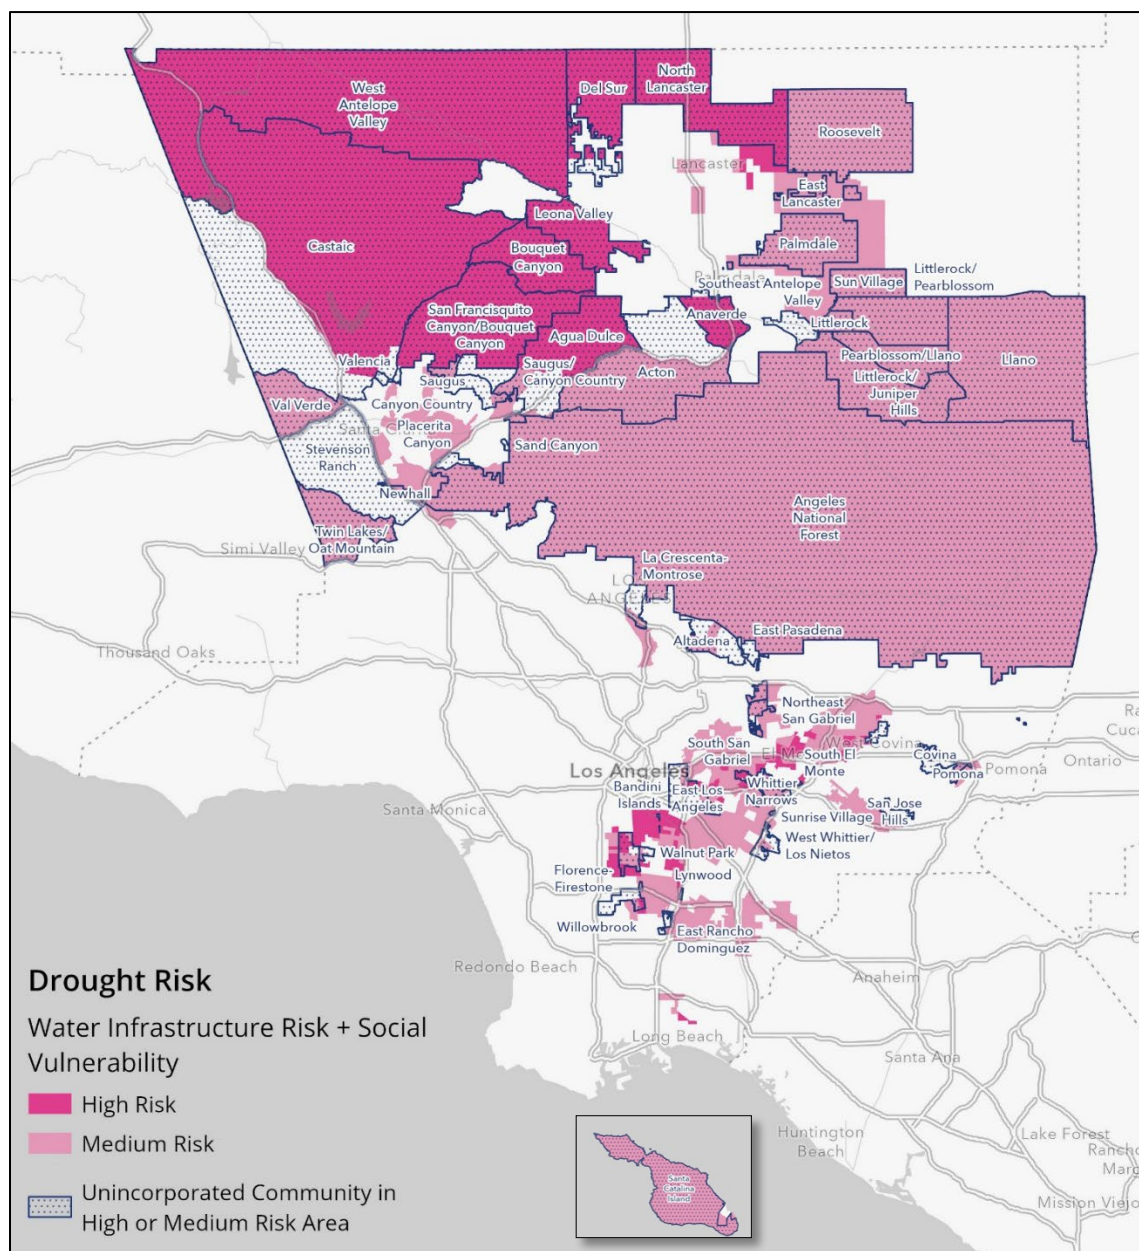 West
Antelope
Valley
Del Sur
North
Lancaster
Roosevelt
Lancaster
East
Lancaster
Leona Valley
Castaic
Bouquet
Canyon
Palmdale
Southeast Antelope
Valley
Sun Village
Littlerock/
Pearblossom
San Francisquito
Canyon/Bouquet
Canyon
Anaverde
Littlerock
Agua Dulce
Valencia
Saugus/
Canyon Country
Acton
Pearblossom/Llano
Llano
Saugus
Littlerock/
Juniper
Hills
Val Verde
Canyon Country
Placerita
Canyon
Stevenson
Ranch
Sand Canyon
Newhall
Angeles
National
Forest
Twin Lakes/
Oat Mountain
Simi Valley
La Crescenta-
Montrose
ANGELES
Altadena
East Pasadena
Thousand Oaks
Northeast
San Gabriel
South San
Gabriel
West Covina
South El
Monte
Covina
Pomona
Pomona
Ontario
Los Angeles
Bandini
Islands
East Los
Angeles
Whittier
Narrows
Santa Monica
Sunrise Village
San Jose
Hills
West Whittier/
Los Nietos
Walnut Park
Lynwood
Florence-
Firestone
Willowbrook
East Rancho
Dominguez
Redondo Beach
Anaheim
Long Beach
Santa Ana
Huntington
Beach
Lake Forest
Mission Viejo
Santa
Catalina
Island
Drought Risk
Water Infrastructure Risk + Social
Vulnerability
High Risk
Medium Risk
Unincorporated Community in
High or Medium Risk Area